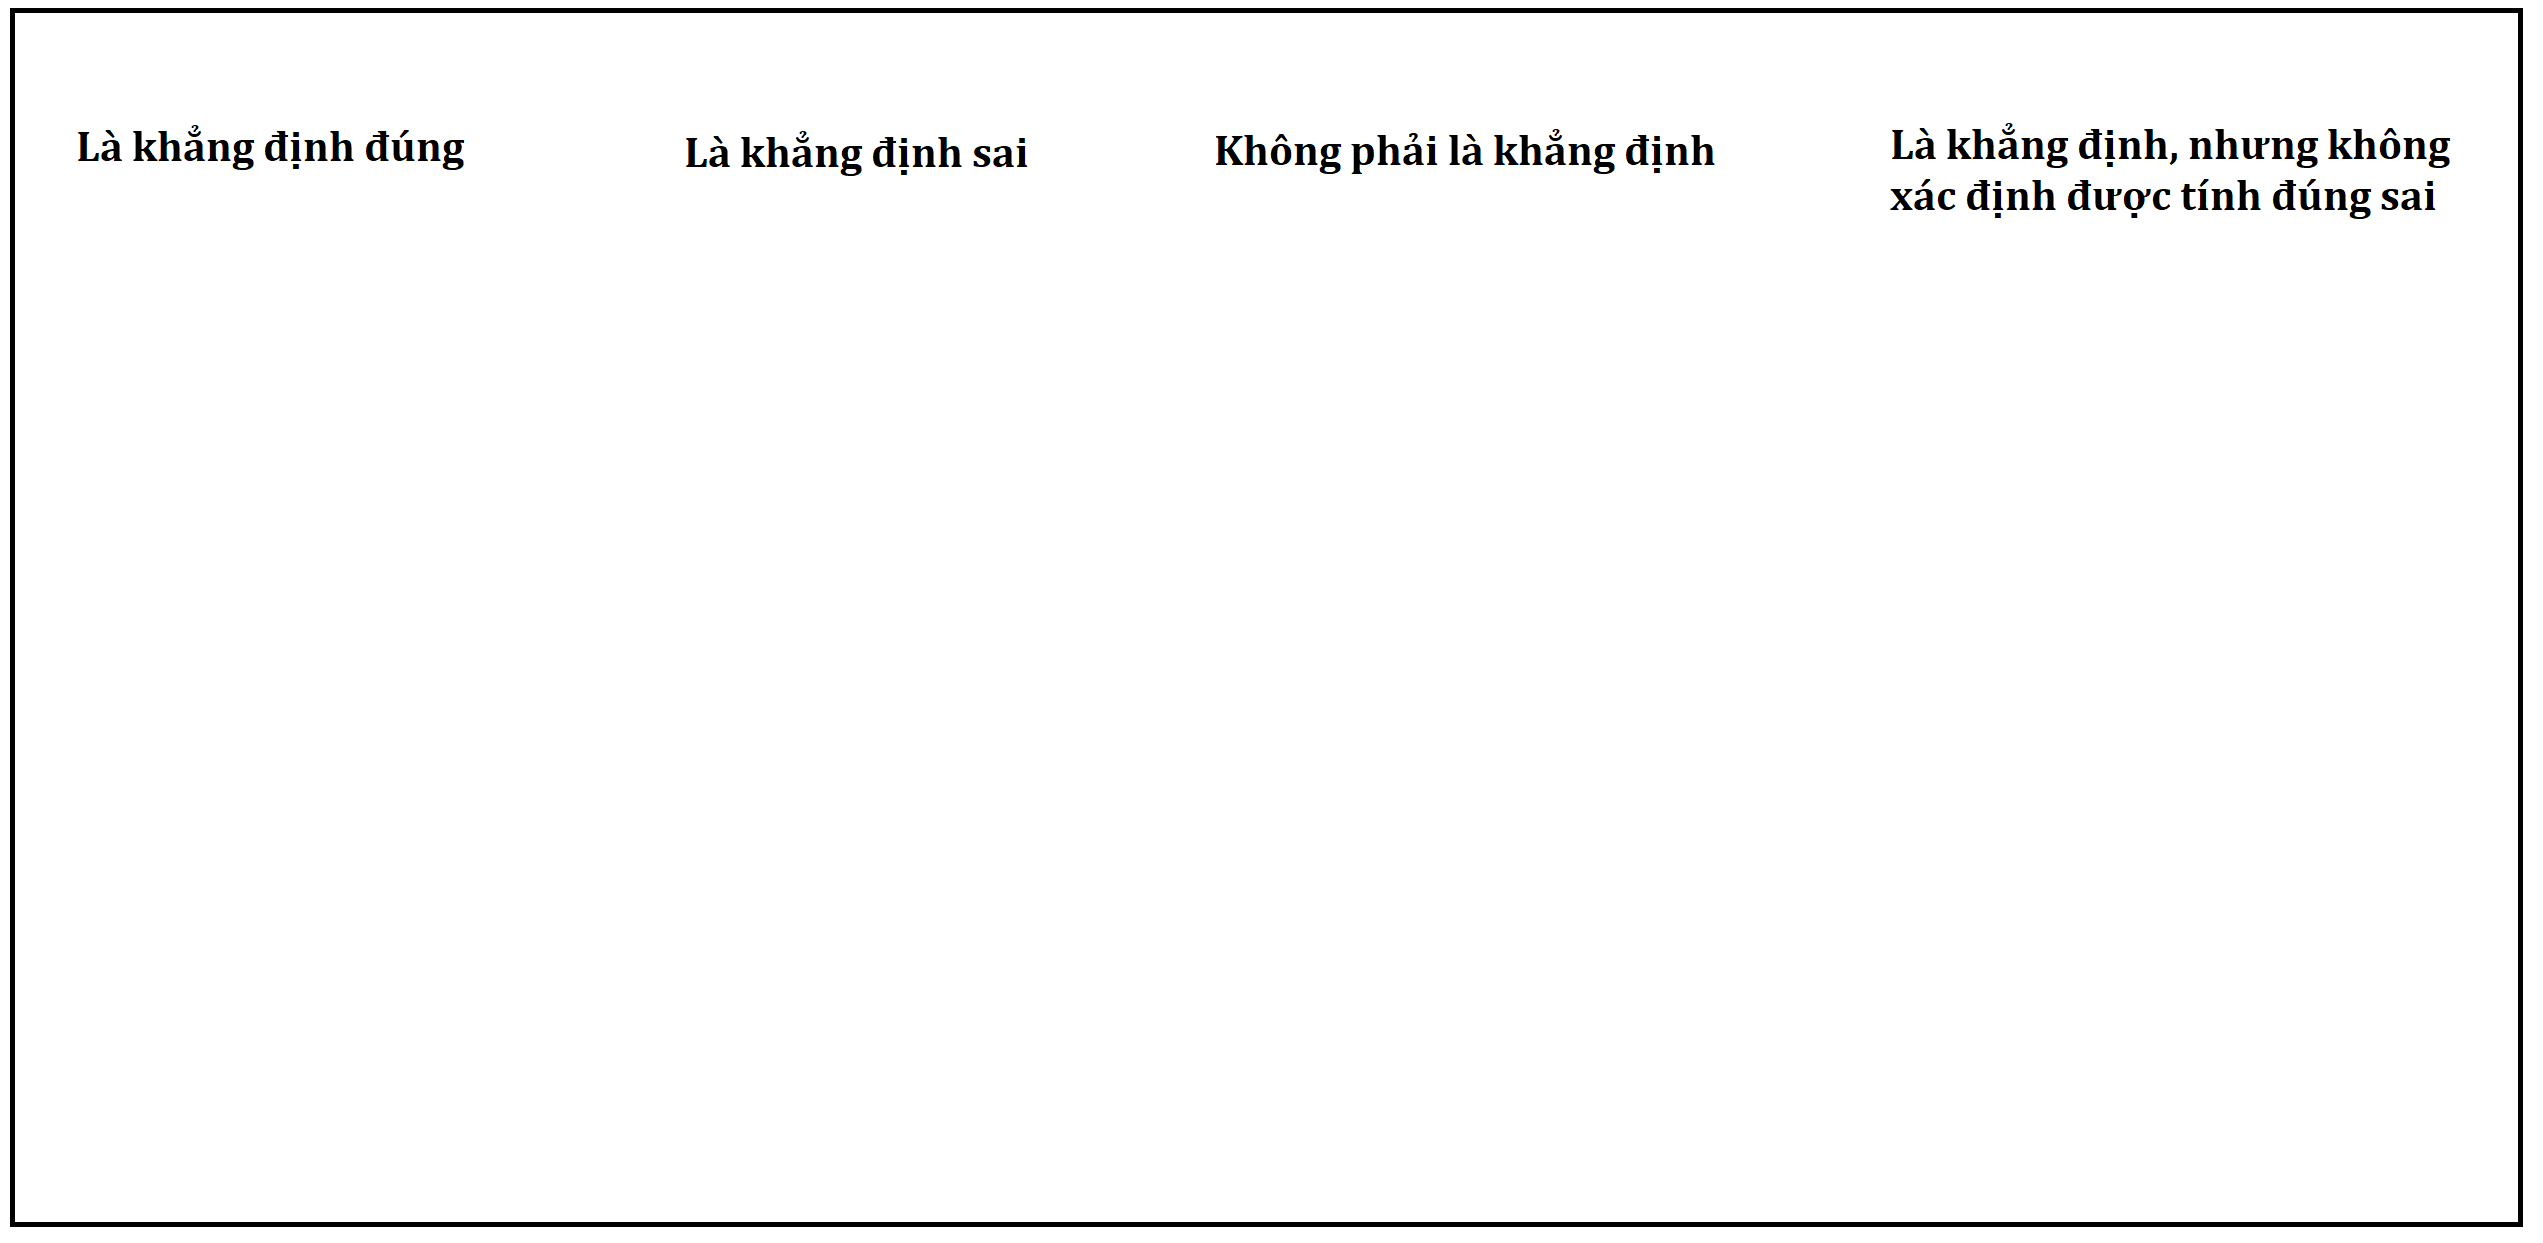 Là khẳng định đúng
Là khẳng định sai
Không phải là khẳng định
Là khẳng định, nhưng không
xác định được tính đúng sai